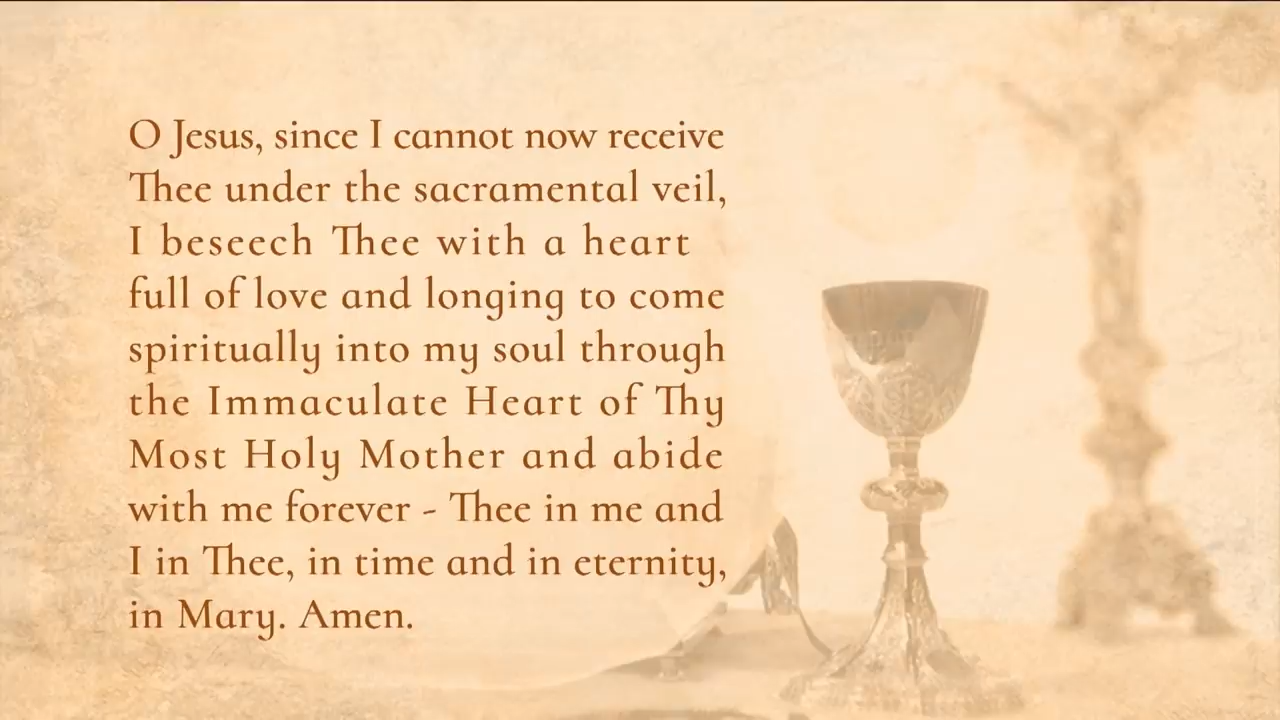 O Jesus, since I cannot now receive
Thee under the sacramental veil,
I beseech Thee with a heart
full of love and longing to come
spiritually into my soul through
the Immaculate Heart of Thy
Most Holy Mother and abide
with me forever - Thee in me and
I in Thee, in time and in eternity,
in Mary. Amen.